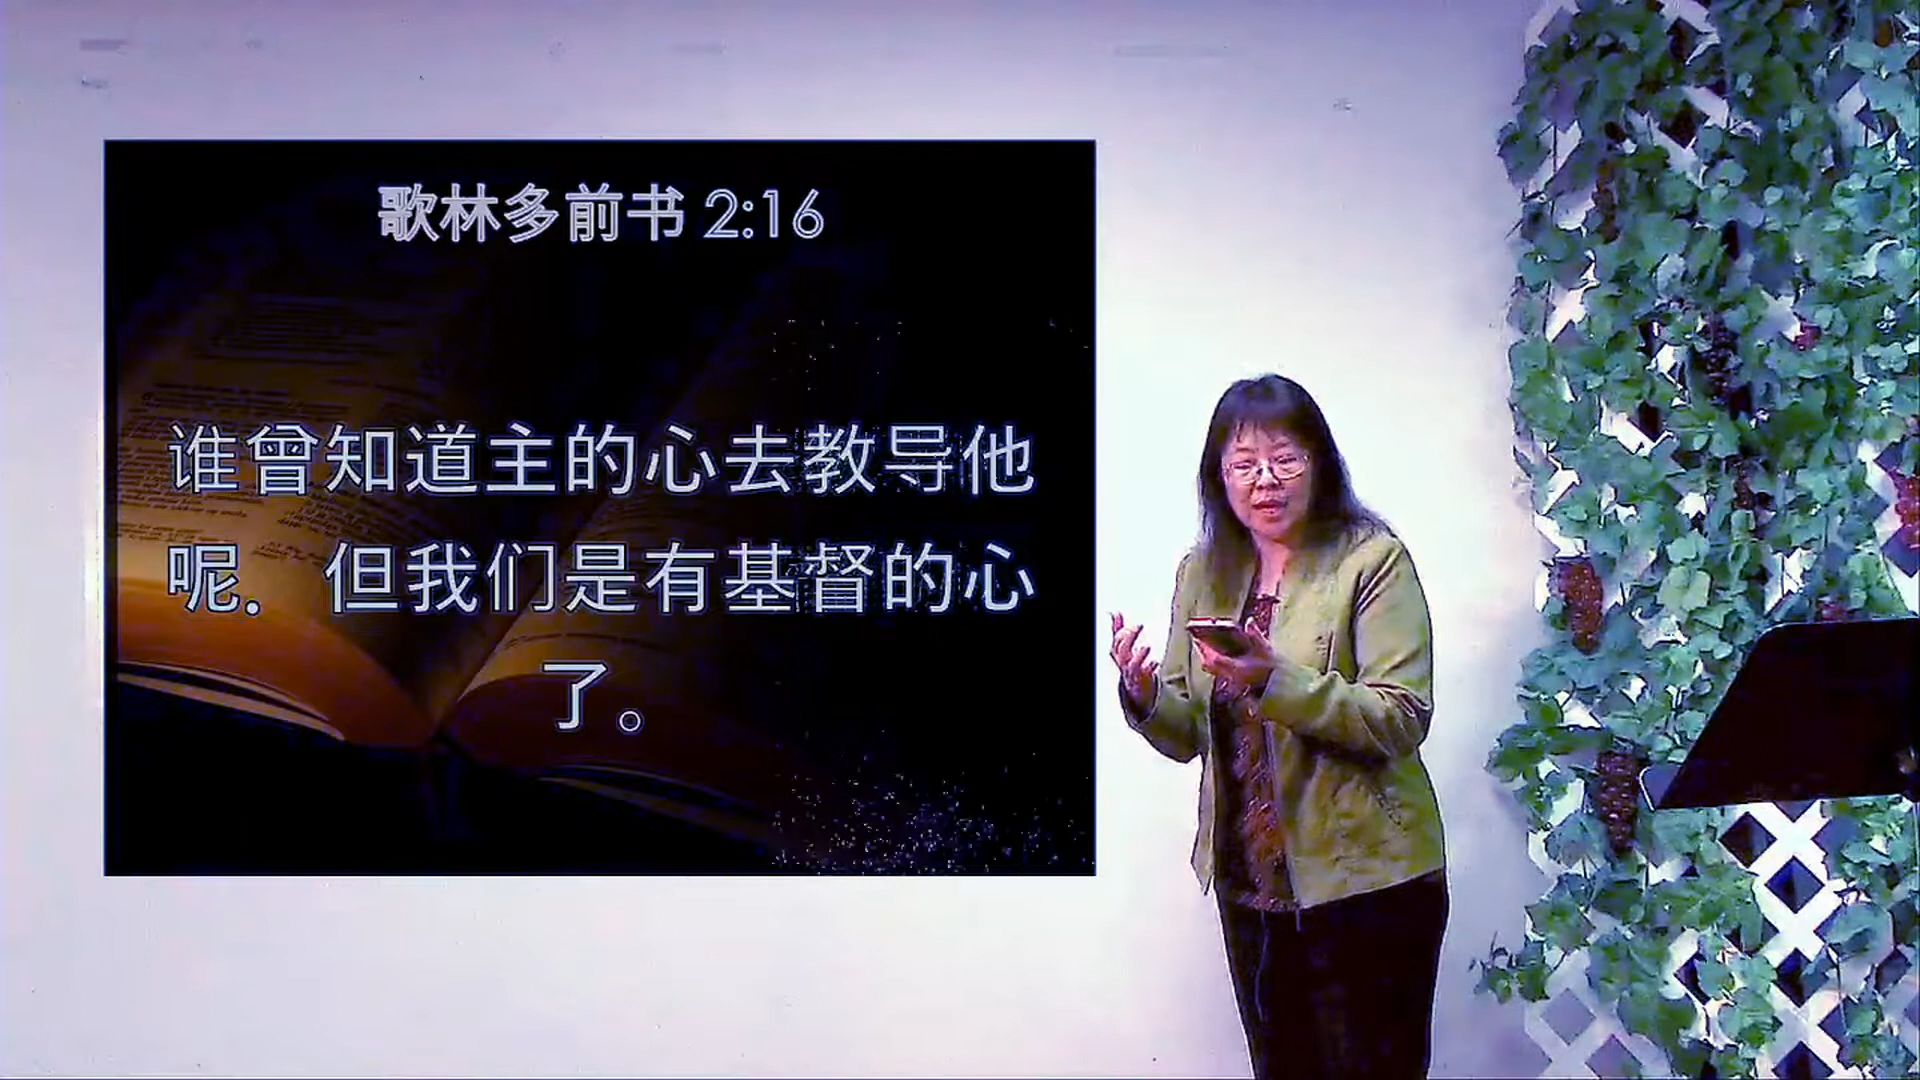 歌林多前书 2:16
谁曾知道主的心去教导他
呢． 但我们是有基督的心
了。